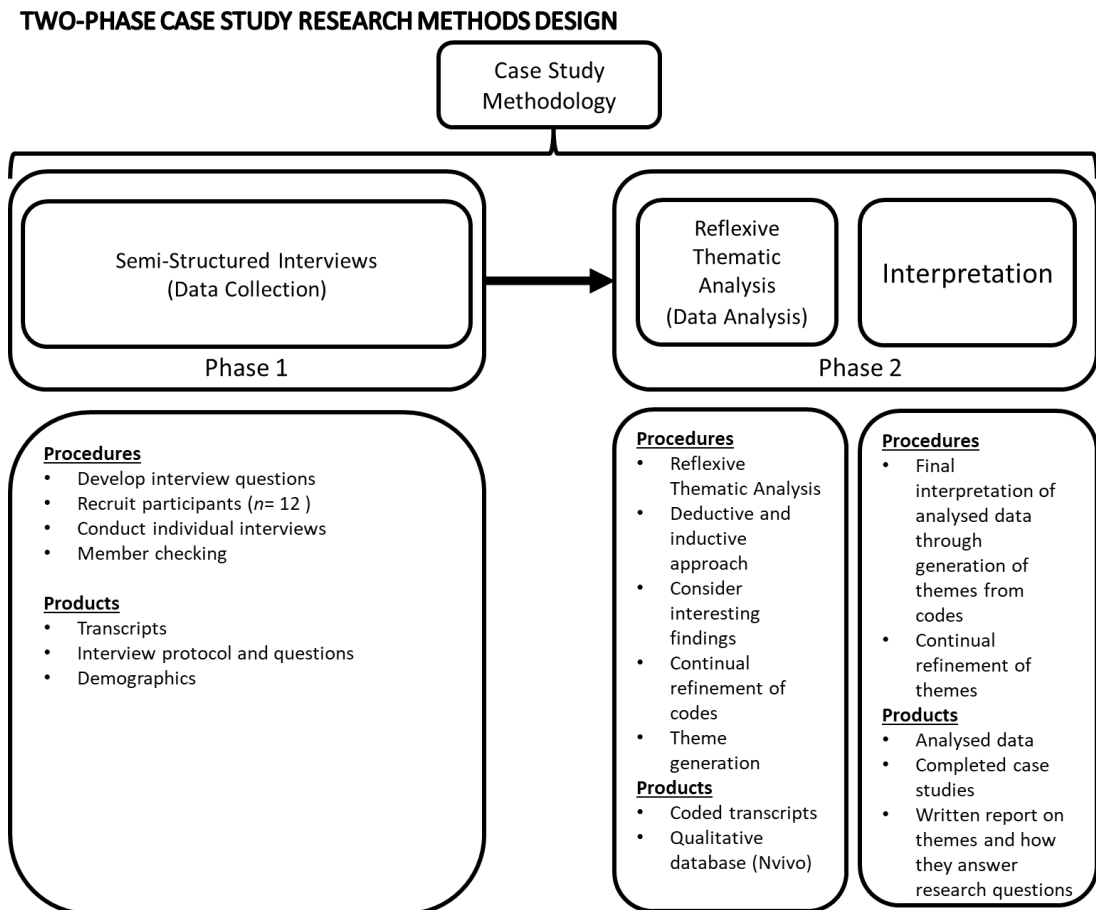 TWO-PHASE CASE STUDY RESEARCH METHODS DESIGN
Case Study
Methodology
Semi-Structured Interviews
(Data Collection)
Phase 1
Reflexive
Thematic
Analysis
(Data Analysis)
Interpretation
Phase 2
Procedures
• Develop interview questions
• Recruit participants (n= 12 )
• Conduct individual interviews
• Member checking
Products
• Transcripts
• Interview protocol and questions
• Demographics
Procedures
• Reflexive
Thematic Analysis
• Deductive and
inductive
approach
• Consider
interesting
findings
• Continual
refinement of
codes
• Theme
generation
Products
• Coded transcripts
• Qualitative
database (Nvivo)
Procedures
• Final
interpretation of
analysed data
through
generation of
themes from
codes
• Continual
refinement of
themes
Products
• Analysed data
• Completed case
studies
• Written report on
themes and how
they answer
research questions